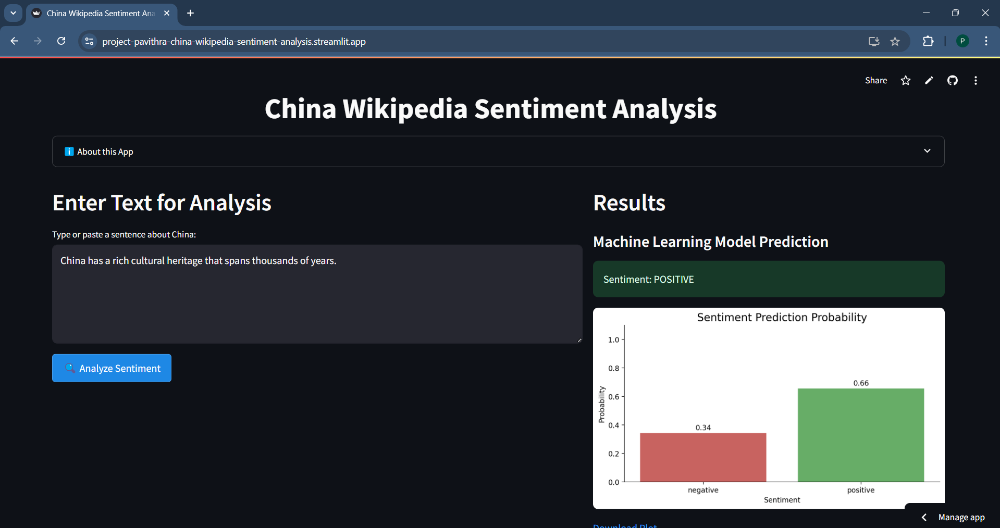 China Wikipedia Sentiment Ana
project-pavithra-china-wikipedia-sentiment-analysis.streamlit.app
P
Share
China Wikipedia Sentiment Analysis
i About this App
Enter Text for Analysis
Type or paste a sentence about China:
China has a rich cultural heritage that spans thousands of years.
Analyze Sentiment
Results
Machine Learning Model Prediction
Sentiment: POSITIVE
Sentiment Prediction Probability
1.0
0.8
0.6
0.4
0.2
0.0
Probability
0.34
0.66
negative
positive
Sentiment
Download Plot
Manage app